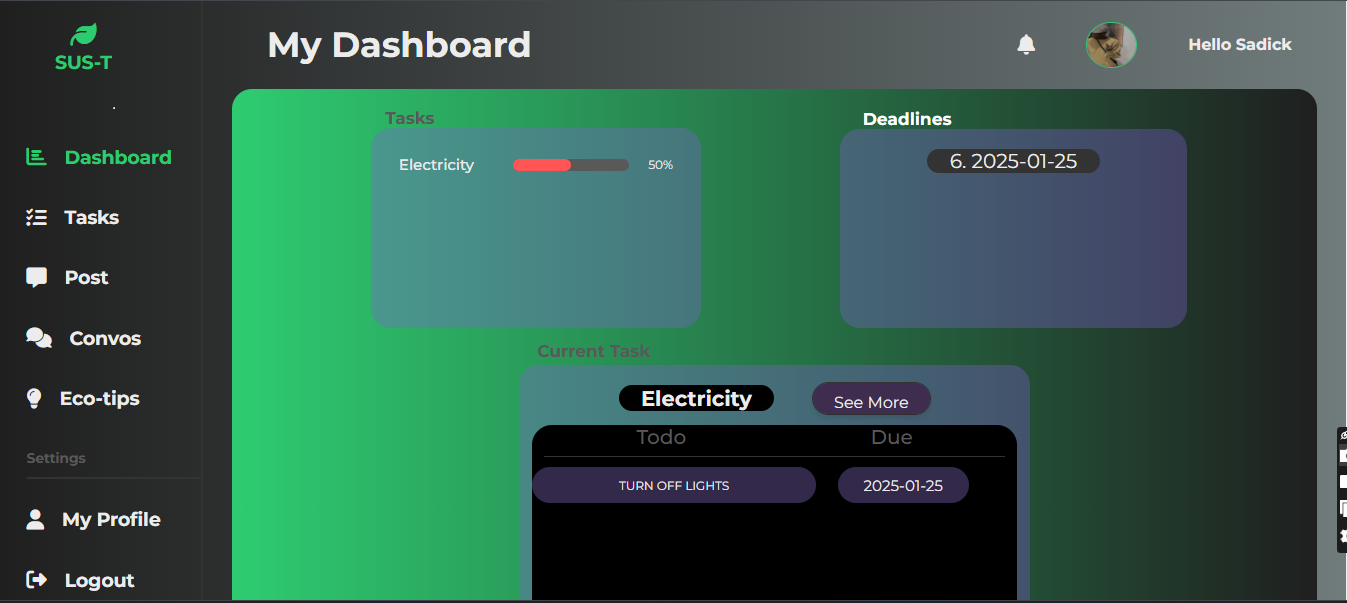 SUS-T
My Dashboard
Hello Sadick
Dashboard
Tasks
Post
Convos
Eco-tips
Settings
My Profile
Logout
Tasks
Electricity 50%
Deadlines
6. 2025-01-25
Current Task
Electricity See More
Todo Due
TURN OFF LIGHTS 2025-01-25